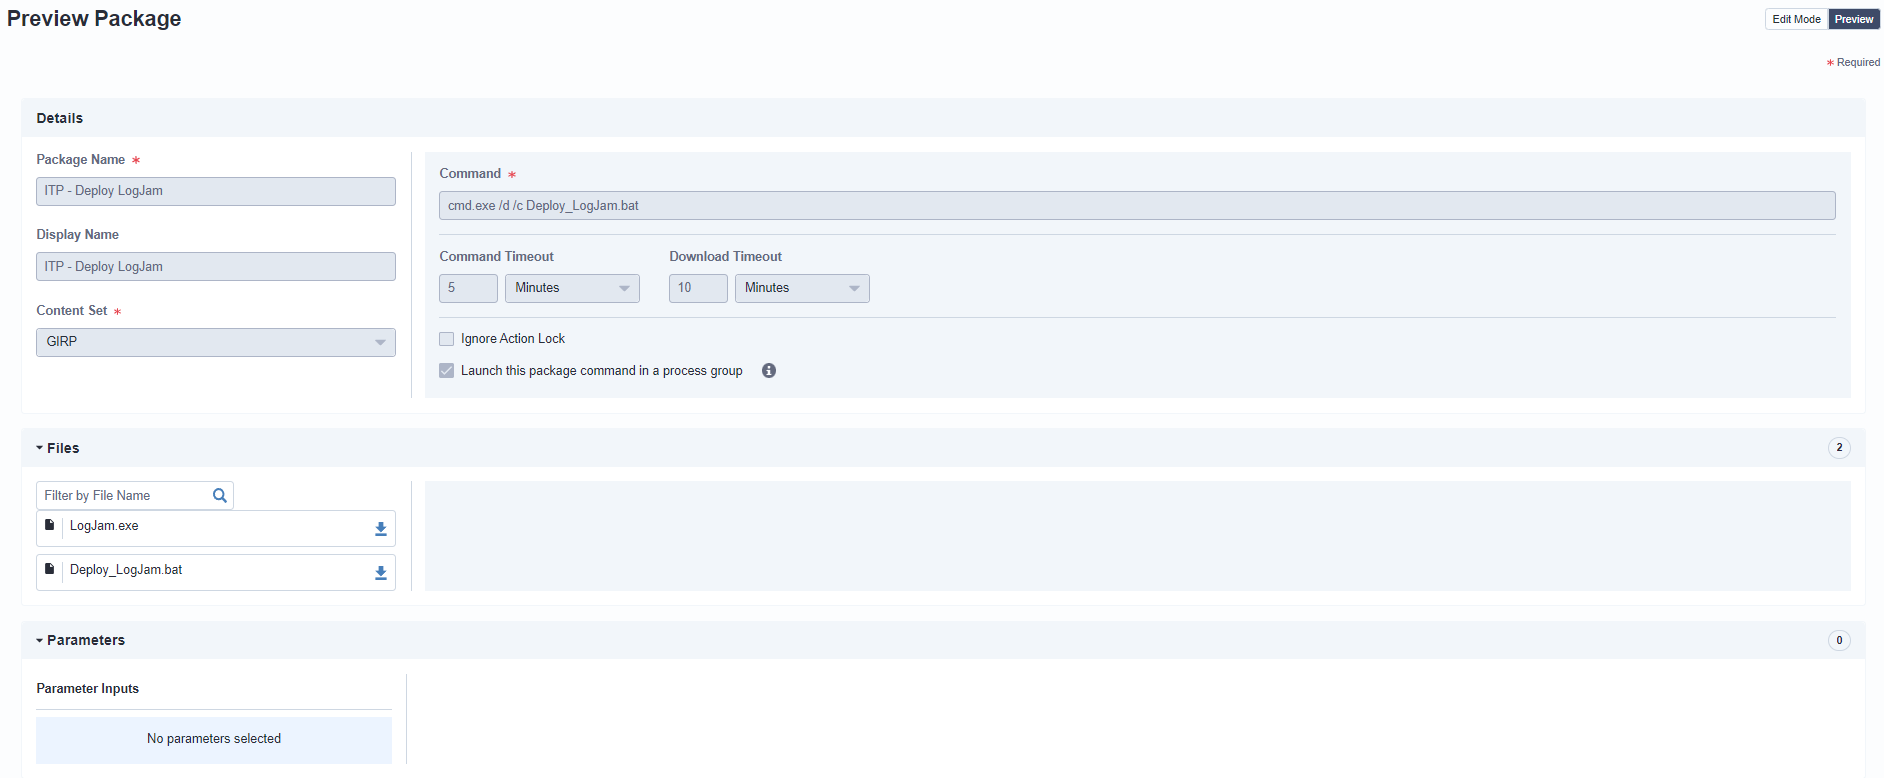 Preview Package
Edit Mode Preview
* Required
Details
Package Name *
ITP - Deploy LogJam
Display Name
ITP - Deploy LogJam
Content Set *
GIRP
Command *
cmd.exe /d /c Deploy_LogJam.bat
Command Timeout
5 Minutes
Download Timeout
10 Minutes
Ignore Action Lock
Launch this package command in a process group
Files
2
Filter by File Name
LogJam.exe
Deploy_LogJam.bat
Parameters
0
Parameter Inputs
No parameters selected